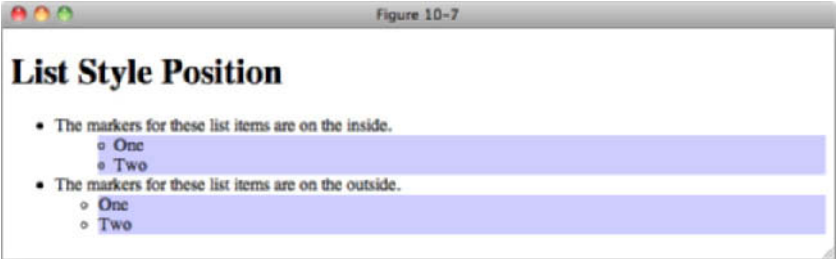 Figure 10-7
List Style Position
• The markers for these list items are on the inside.
◦ One
◦ Two
• The markers for these list items are on the outside.
◦ One
◦ Two